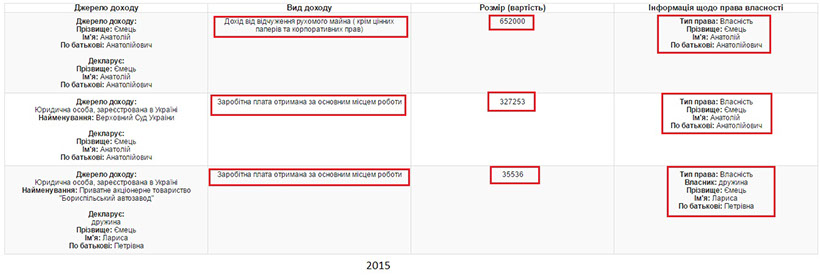 Джерело доходу
Вид доходу
Розмір (вартість)
Інформація щодо права власності
Джерело доходу:
Прізвище: Ємець
Ім'я: Анатолій
По батькові: Анатолійович
Декларує:
Прізвище: Ємець
Ім'я: Анатолій
По батькові: Анатолійович
Дохід від відчуження рухомого майна ( крім цінних
паперів та корпоративних прав)
652000
Тип права: Власність
Прізвище: Ємець
Ім'я: Анатолій
По батькові: Анатолійович
Джерело доходу:
Юридична особа, зареєстрована в Україні
Найменування: Верховний Суд України
Декларує:
Прізвище: Ємець
Ім'я: Анатолій
По батькові: Анатолійович
Заробітна плата отримана за основним місцем роботи
327253
Тип права: Власність
Прізвище: Ємець
Ім'я: Анатолій
По батькові: Анатолійович
Джерело доходу:
Юридична особа, зареєстрована в Україні
Найменування: Приватне акціонерне товариство
"Бориспільський автозавод"
Декларує:
дружина
Прізвище: Ємець
Ім'я: Лариса
По батькові: Петрівна
Заробітна плата отримана за основним місцем роботи
35536
Тип права: Власність
Власник: дружина
Прізвище: Ємець
Ім'я: Лариса
По батькові: Петрівна
2015